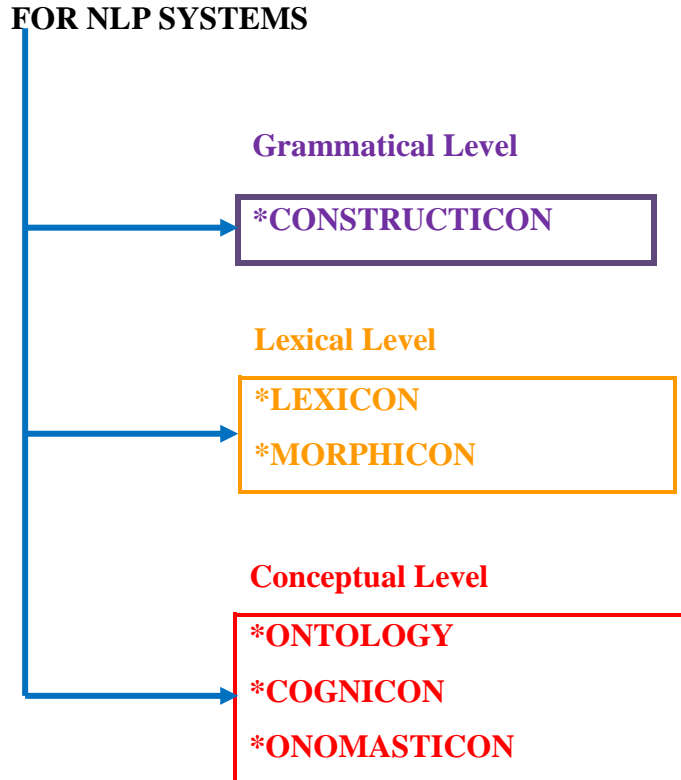 FOR NLP SYSTEMS
Grammatical Level
*CONSTRUCTICON
Lexical Level
*LEXICON
*MORPHICON
Conceptual Level
*ONTOLOGY
*COGNICON
*ONOMASTICON